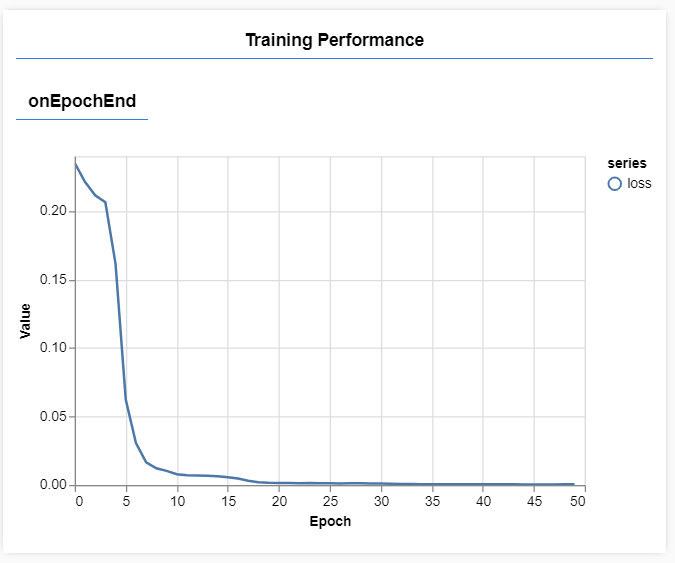 Training Performance
onEpochEnd
series
loss
0.20
0.15
0.10
0.05
0.00
Value
0 5 10 15 20 25 30 35 40 45 50
Epoch